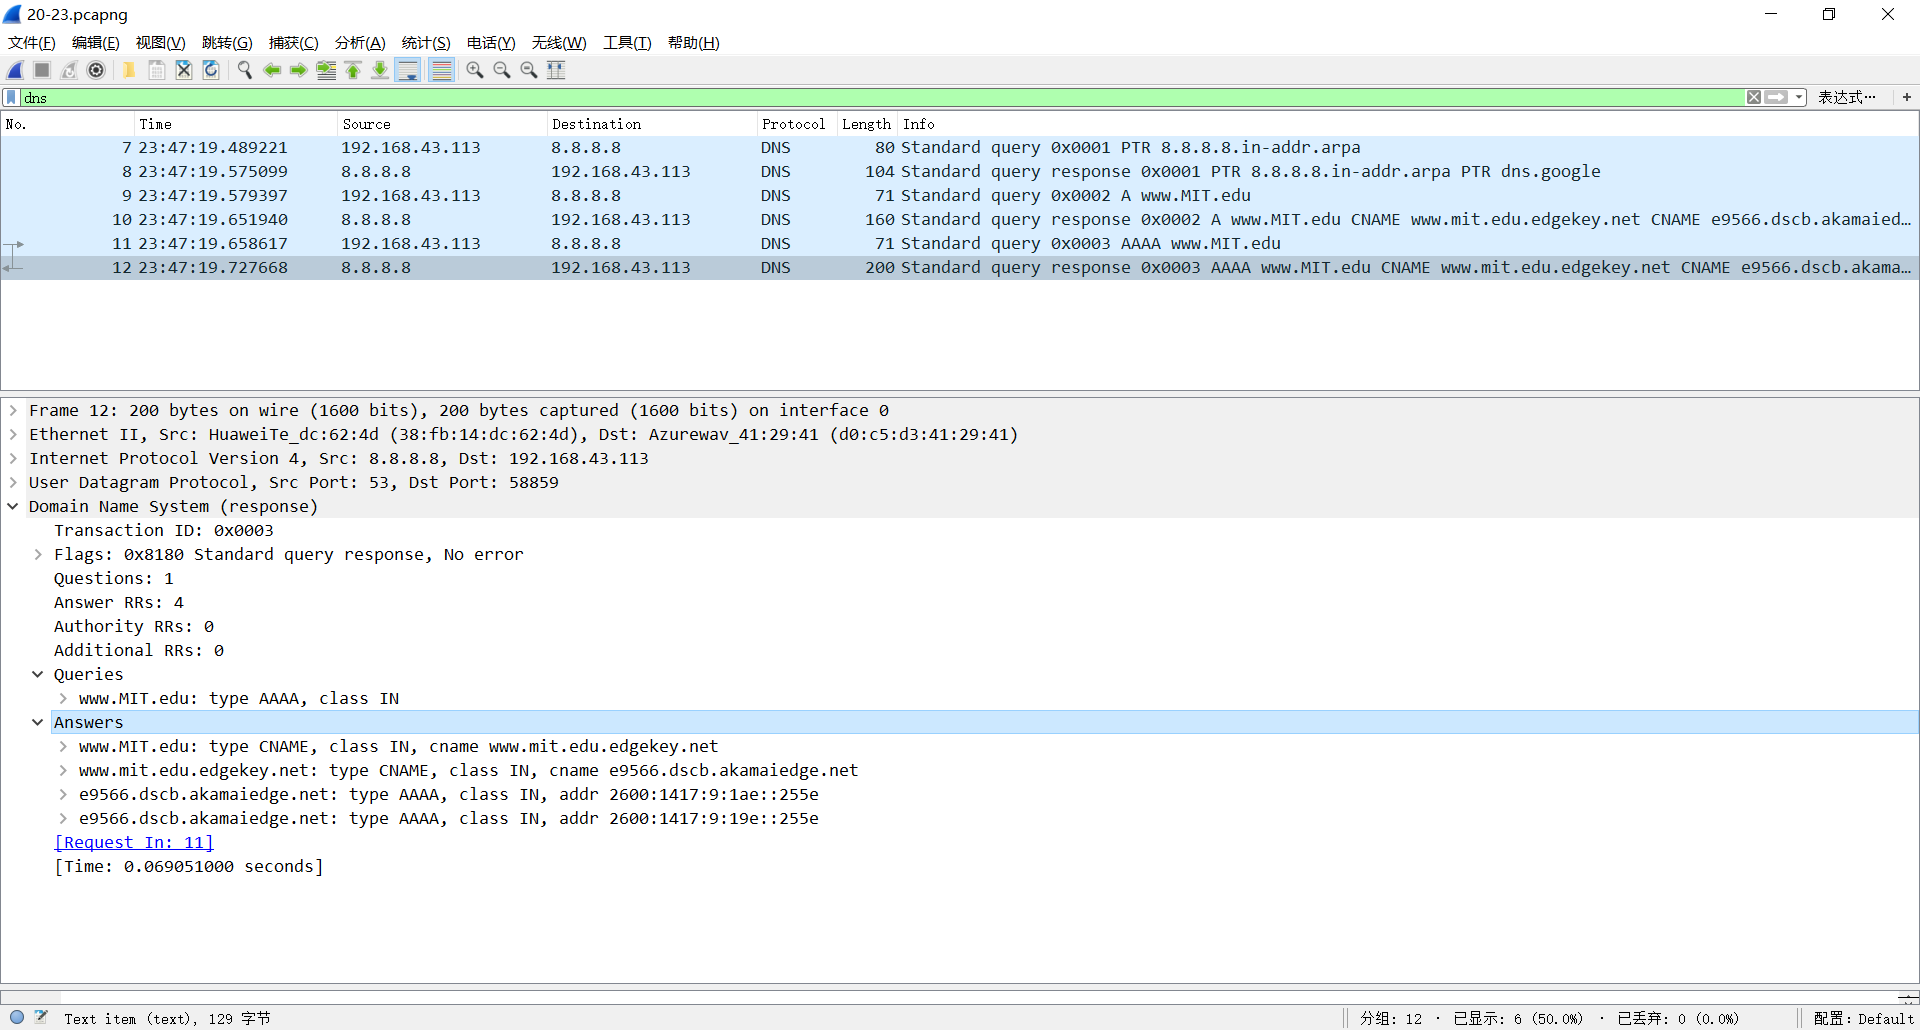 20-23.pcapng
文件(F) 编辑(E) 视图(V) 跳转(G) 捕获(C) 分析(A) 统计(S) 电话(Y) 无线(W) 工具(T) 帮助(H)
dns 表达式… +
No. Time Source Destination Protocol Length Info
7 23:47:19.489221 192.168.43.113 8.8.8.8 DNS 80 Standard query 0x0001 PTR 8.8.8.8.in-addr.arpa
8 23:47:19.575099 8.8.8.8 192.168.43.113 DNS 104 Standard query response 0x0001 PTR 8.8.8.8.in-addr.arpa PTR dns.google
9 23:47:19.579397 192.168.43.113 8.8.8.8 DNS 71 Standard query 0x0002 A www.MIT.edu
10 23:47:19.651940 8.8.8.8 192.168.43.113 DNS 160 Standard query response 0x0002 A www.MIT.edu CNAME www.mit.edu.edgekey.net CNAME e9566.dscb.akamaied…
11 23:47:19.658617 192.168.43.113 8.8.8.8 DNS 71 Standard query 0x0003 AAAA www.MIT.edu
12 23:47:19.727668 8.8.8.8 192.168.43.113 DNS 200 Standard query response 0x0003 AAAA www.MIT.edu CNAME www.mit.edu.edgekey.net CNAME e9566.dscb.akama…
Frame 12: 200 bytes on wire (1600 bits), 200 bytes captured (1600 bits) on interface 0
Ethernet II, Src: HuaweiTe_dc:62:4d (38:fb:14:dc:62:4d), Dst: Azurewav_41:29:41 (d0:c5:d3:41:29:41)
Internet Protocol Version 4, Src: 8.8.8.8, Dst: 192.168.43.113
User Datagram Protocol, Src Port: 53, Dst Port: 58859
Domain Name System (response)
Transaction ID: 0x0003
Flags: 0x8180 Standard query response, No error
Questions: 1
Answer RRs: 4
Authority RRs: 0
Additional RRs: 0
Queries
www.MIT.edu: type AAAA, class IN
Answers
www.MIT.edu: type CNAME, class IN, cname www.mit.edu.edgekey.net
www.mit.edu.edgekey.net: type CNAME, class IN, cname e9566.dscb.akamaiedge.net
e9566.dscb.akamaiedge.net: type AAAA, class IN, addr 2600:1417:9:1ae::255e
e9566.dscb.akamaiedge.net: type AAAA, class IN, addr 2600:1417:9:19e::255e
[Request In: 11]
[Time: 0.069051000 seconds]
Text item (text), 129 字节 分组: 12 · 已显示: 6 (50.0%) · 已丢弃: 0 (0.0%) 配置: Default